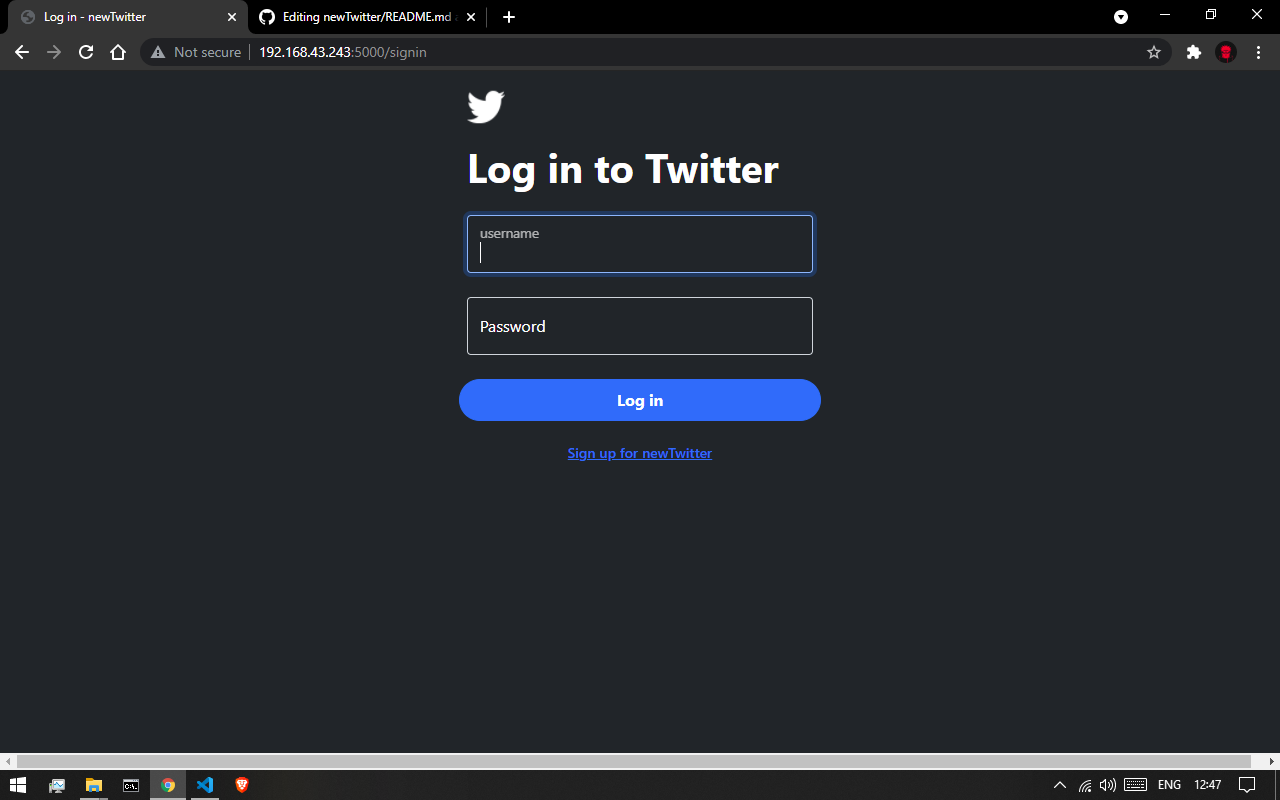 Log in - newTwitter
Editing newTwitter/README.md
Not secure
192.168.43.243:5000/signin
Log in to Twitter
username
Password
Log in
Sign up for newTwitter
ENG
12:47